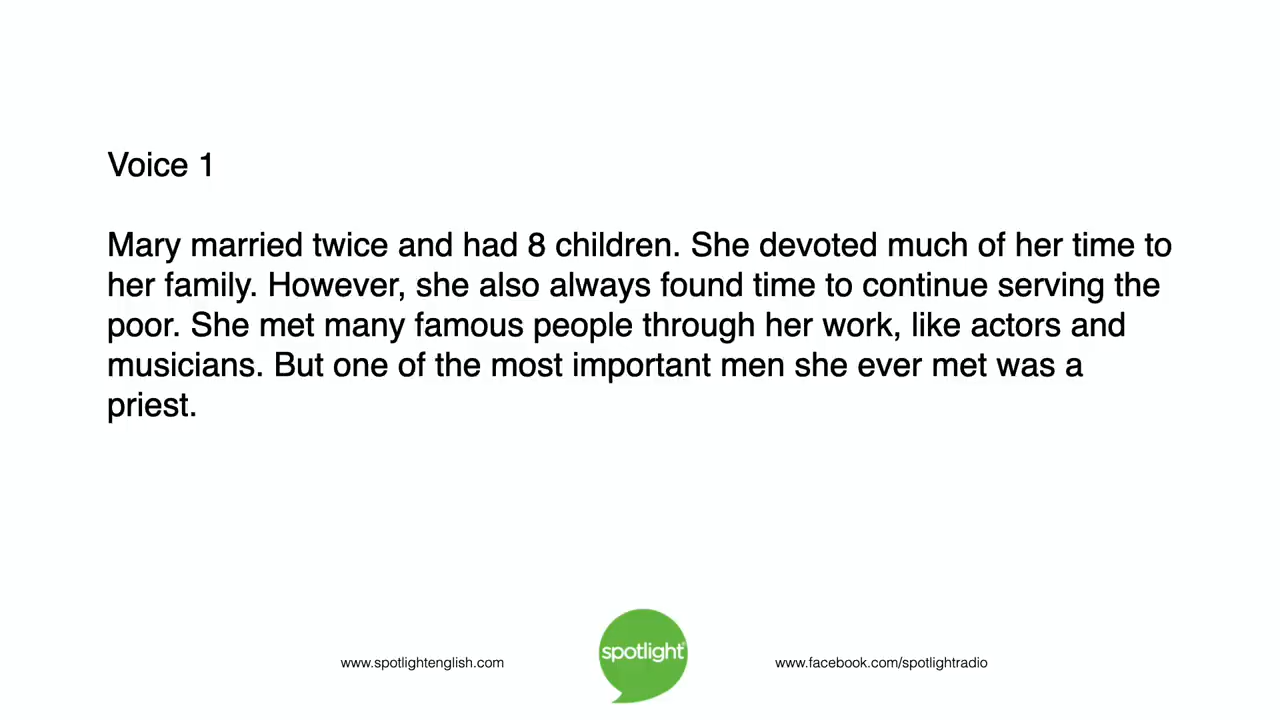 Voice 1
Mary married twice and had 8 children. She devoted much of her time to
her family. However, she also always found time to continue serving the
poor. She met many famous people through her work, like actors and
musicians. But one of the most important men she ever met was a
priest.
spotlight
www.spotlightenglish.com
www.facebook.com/spotlightradio